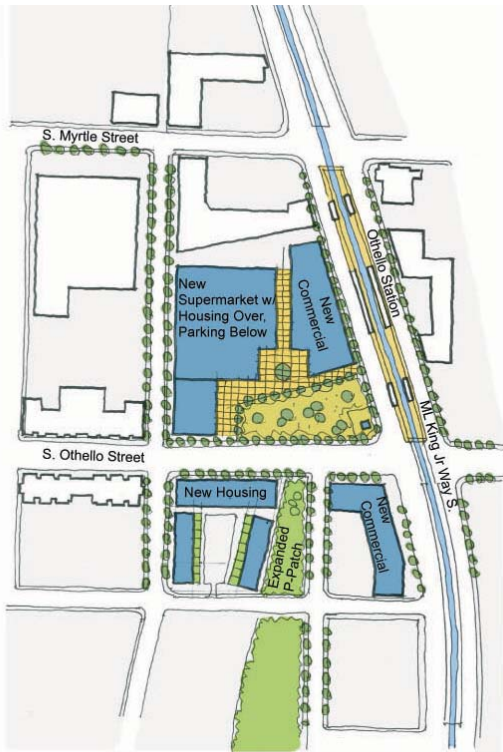 S. Myrtle Street
Othello Station
New
Supermarket w/
Housing Over,
Parking Below
New
Commercial
ML King Jr Way S.
S. Othello Street
New Housing
Expanded
P-Patch
New
Commercial